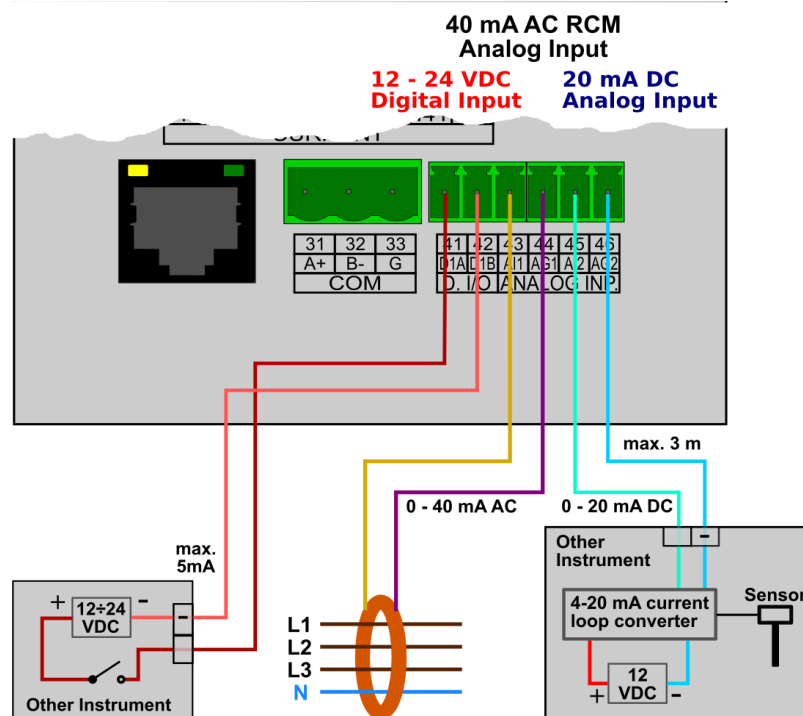 40 mA AC RCM
Analog Input
12 - 24 VDC
Digital Input
20 mA DC
Analog Input
31 32 33
A+ B- G
COM
41 42 43 44 45 46
D1A D1B AI1 AG1 AI2 AG2
D. I/O ANALOG INP.
max. 3 m
0 - 40 mA AC
0 - 20 mA DC
max.
5mA
+ 12÷24 -
VDC
-
Other Instrument
L1
L2
L3
N
-
Other
Instrument
4-20 mA current
loop converter
Sensor
+ 12 -
VDC